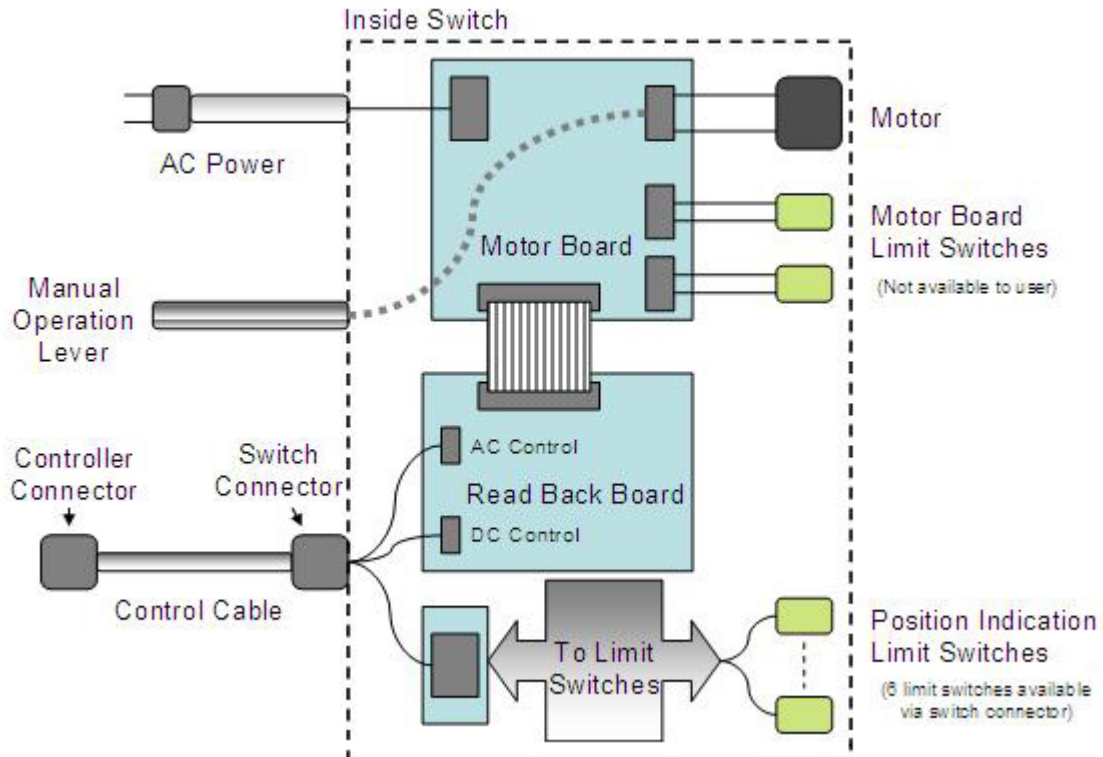 Inside Switch
AC Power
Motor
Motor Board
Motor Board
Limit Switches
(Not available to user)
Manual
Operation
Lever
Controller
Connector
Switch
Connector
AC Control
Read Back Board
DC Control
Control Cable
To Limit
Switches
Position Indication
Limit Switches
(6 limit switches available
via switch connector)